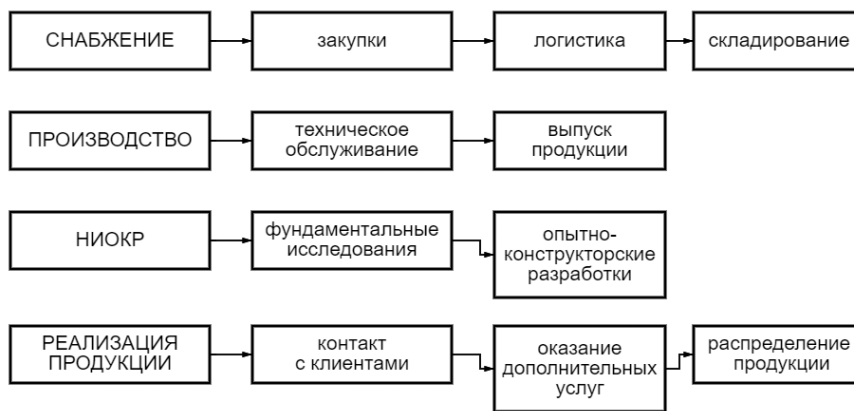 СНАБЖЕНИЕ
закупки
логистика
складирование
ПРОИЗВОДСТВО
техническое
обслуживание
выпуск
продукции
НИОКР
фундаментальные
исследования
опытно-
конструкторские
разработки
РЕАЛИЗАЦИЯ
ПРОДУКЦИИ
контакт
с клиентами
оказание
дополнительных
услуг
распределение
продукции